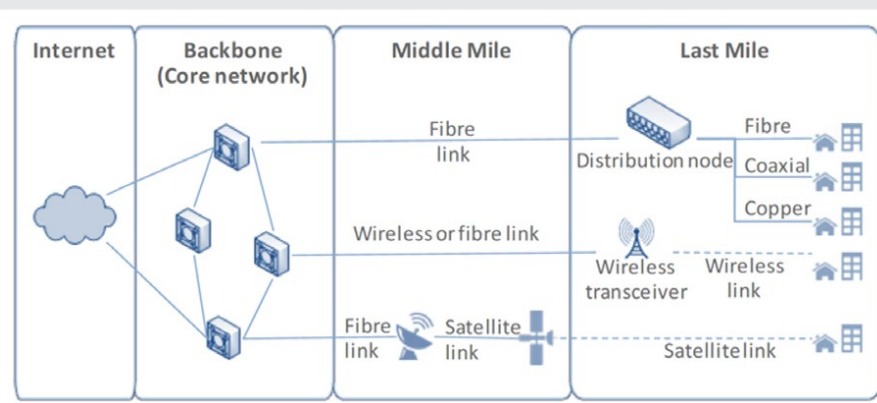 Internet
Backbone
(Core network)
Middle Mile
Last Mile
Fibre
link
Distribution node
Fibre
Coaxial
Copper
Wireless or fibre link
Wireless
transceiver
Wireless
link
Fibre
link
Satellite
link
Satellite link